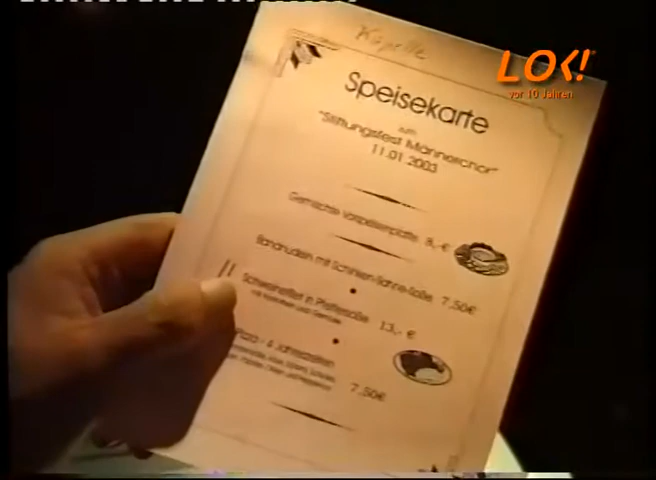 LOK!
vor 10 Jahren
Kapelle
Speisekarte
zum
"Stiftungsfest Männerchor"
11.01.2003
Gemischte Vorspeisenplatte 8,- €
Bandnudeln mit Schinken-Sahne-Soße 7,50€
Schweinefilet in Pfeffersoße 13,- €
Pizza - 4 Jahreszeiten
7,50€